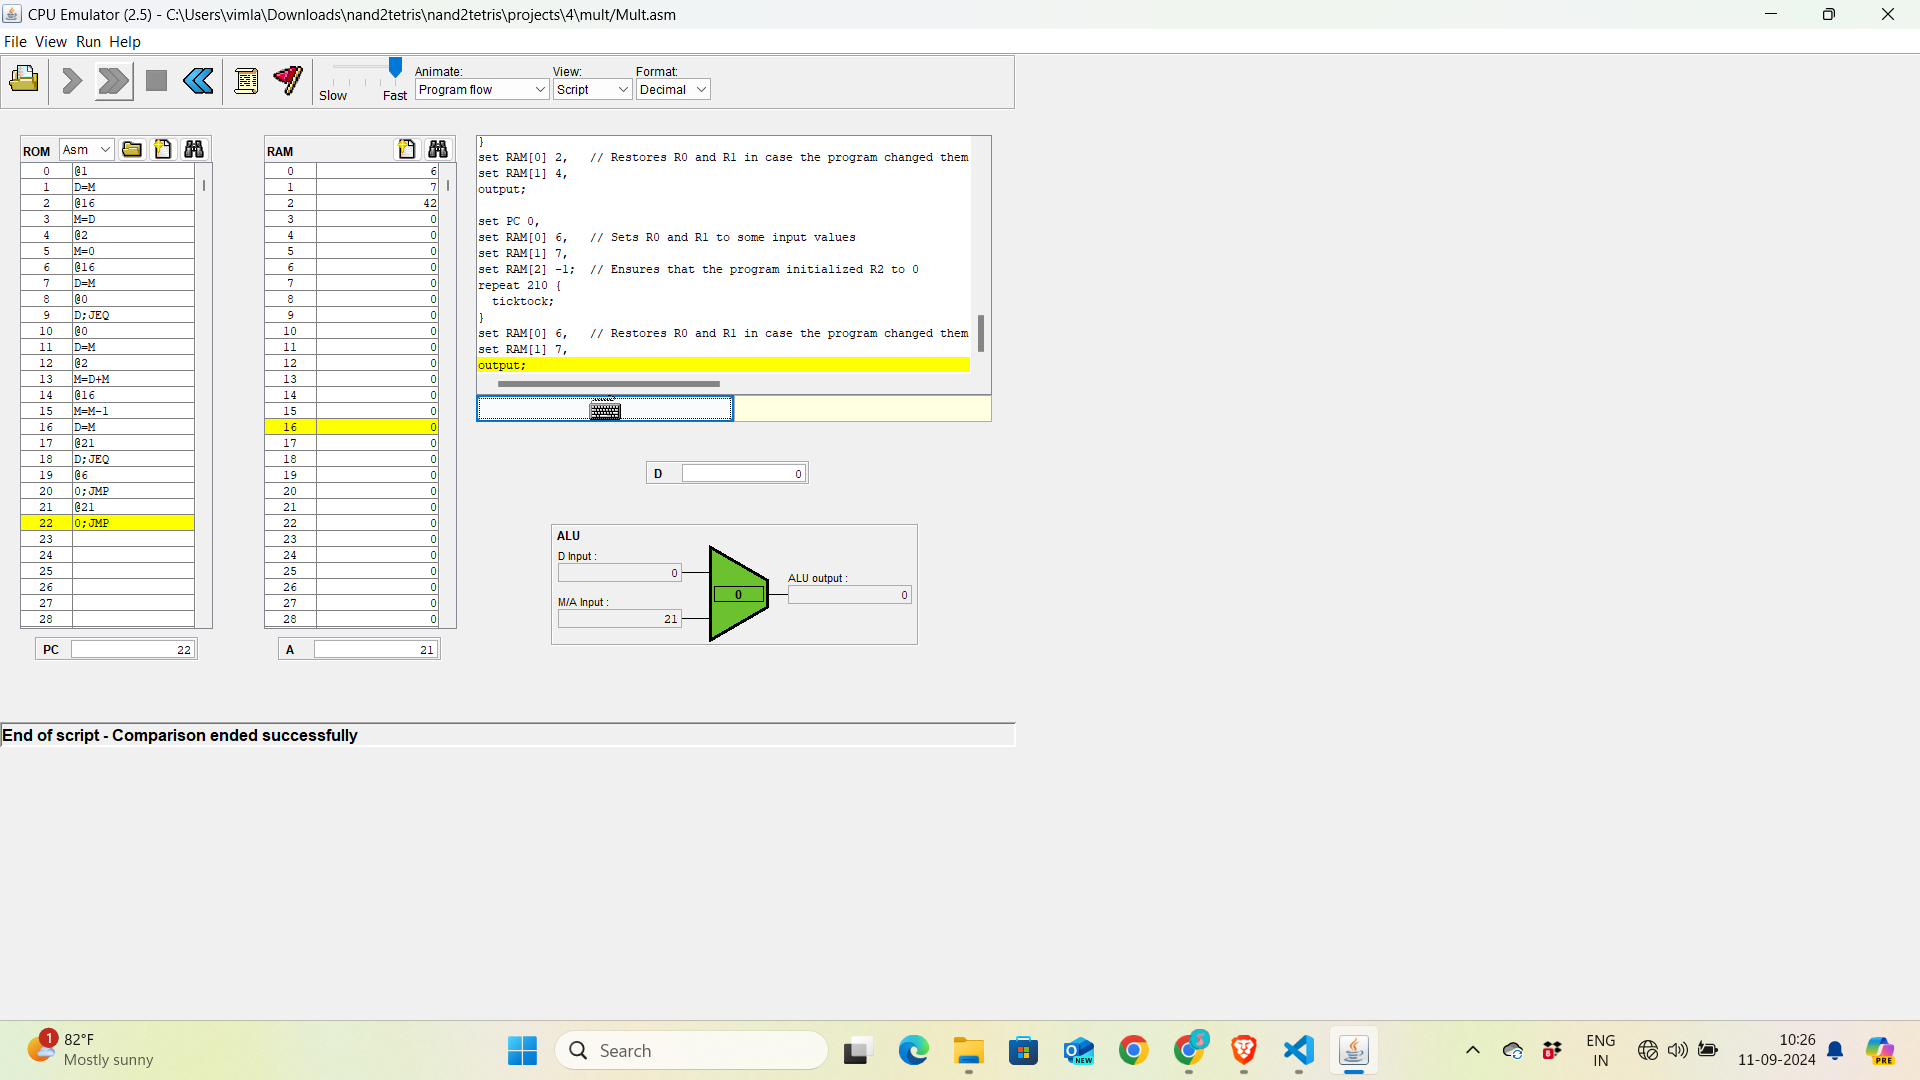 CPU Emulator (2.5) - C:\Users\vimla\Downloads\nand2tetris\nand2tetris\projects\4\mult/Mult.asm
File View Run Help
Slow
Fast
Animate:
Program flow
View:
Script
Format:
Decimal
ROM Asm
0 @1
1 D=M
2 @16
3 M=D
4 @2
5 M=0
6 @16
7 D=M
8 @0
9 D;JEQ
10 @0
11 D=M
12 @2
13 M=D+M
14 @16
15 M=M-1
16 D=M
17 @21
18 D;JEQ
19 @6
20 0;JMP
21 @21
22 0;JMP
23
24
25
26
27
28
PC 22
RAM
0 6
1 7
2 42
3 0
4 0
5 0
6 0
7 0
8 0
9 0
10 0
11 0
12 0
13 0
14 0
15 0
16 0
17 0
18 0
19 0
20 0
21 0
22 0
23 0
24 0
25 0
26 0
27 0
28 0
A 21
}
set RAM[0] 2, // Restores R0 and R1 in case the program changed them
set RAM[1] 4,
output;
set PC 0,
set RAM[0] 6, // Sets R0 and R1 to some input values
set RAM[1] 7,
set RAM[2] -1; // Ensures that the program initialized R2 to 0
repeat 210 {
ticktock;
}
set RAM[0] 6, // Restores R0 and R1 in case the program changed them
set RAM[1] 7,
output;
D 0
ALU
D Input :
0
M/A Input :
21
0
ALU output :
0
End of script - Comparison ended successfully
1
82°F
Mostly sunny
Search
NEW
ENG
IN
10:26
11-09-2024
PRE